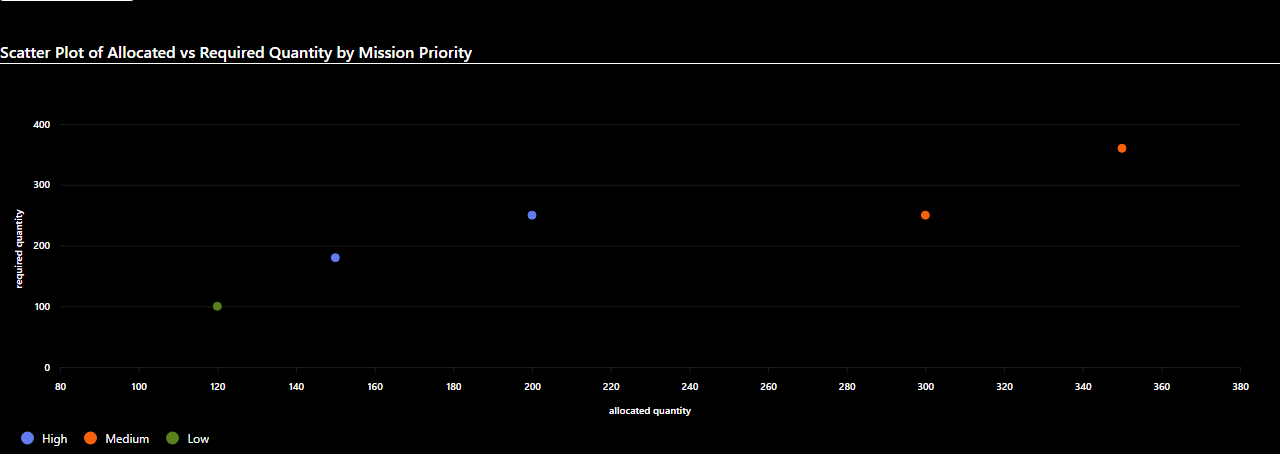 Scatter Plot of Allocated vs Required Quantity by Mission Priority
400
300
200
100
0
required quantity
80 100 120 140 160 180 200 220 240 260 280 300 320 340 360 380
allocated quantity
High Medium Low